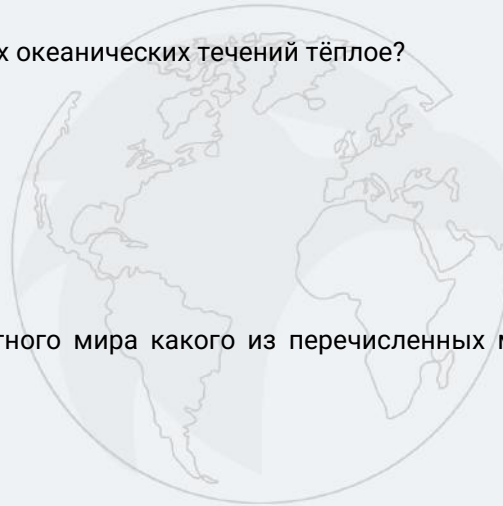 х океанических течений тёплое?
тного мира какого из перечисленных